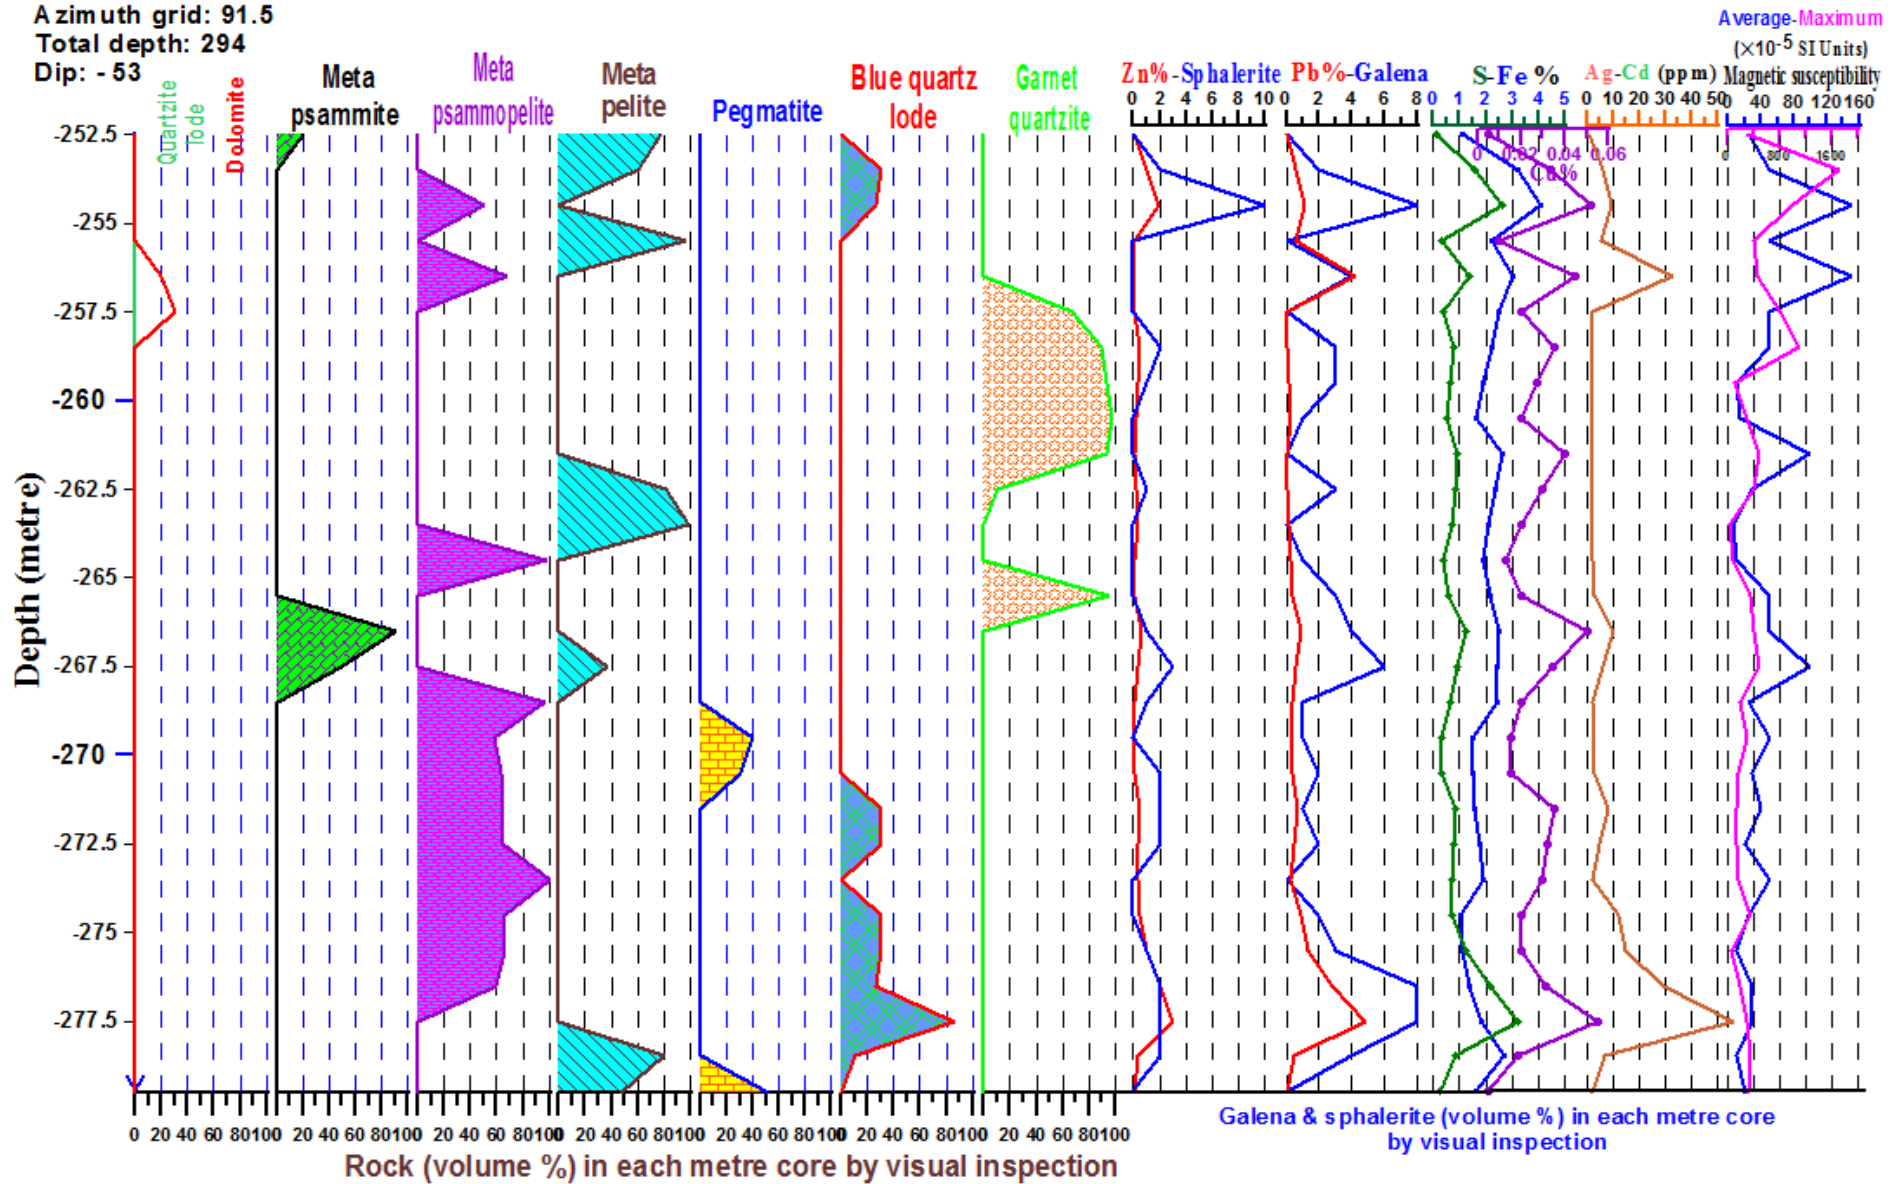 Azimuth grid: 91.5
Total depth: 294
Dip: - 53
Quartzite lode
Dolomite
Meta psammite
Meta psammopelite
Meta pelite
Pegmatite
Blue quartz lode
Garnet quartzite
Zn%-Sphalerite
Pb%-Galena
S-Fe %
Ag-Cd (ppm)
Average-Maximum
(×10-5 SI Units)
Magnetic susceptibility
0 2 4 6 8 10
0 2 4 6 8
0 1 2 3 4 5
0 10 20 30 40 50
0 40 80 120 160
0 0.02 0.04 0.06
Cu%
0 800 1600
Depth (metre)
-252.5
-255
-257.5
-260
-262.5
-265
-267.5
-270
-272.5
-275
-277.5
0 20 40 60 80 100
0 20 40 60 80 100
0 20 40 60 80 100
0 20 40 60 80 100
0 20 40 60 80 100
0 20 40 60 80 100
0 20 40 60 80 100
Rock (volume %) in each metre core by visual inspection
Galena & sphalerite (volume %) in each metre core
by visual inspection